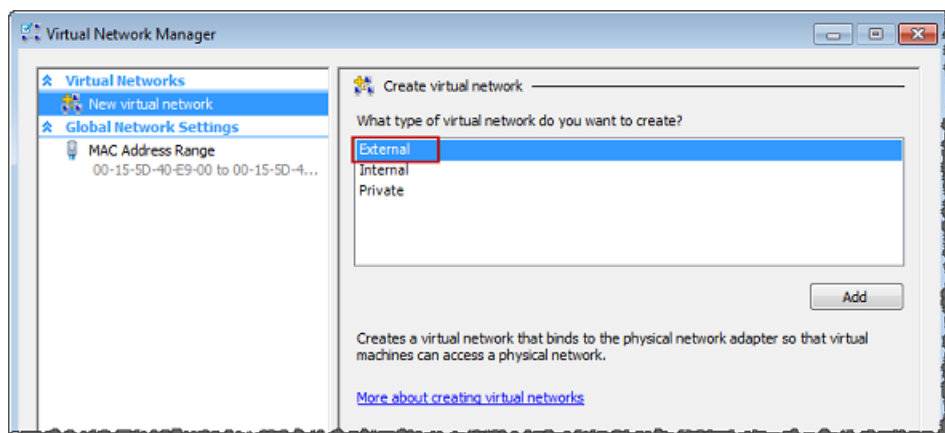 Virtual Network Manager
Virtual Networks
New virtual network
Global Network Settings
MAC Address Range
00-15-5D-40-E9-00 to 00-15-5D-4...
Create virtual network
What type of virtual network do you want to create?
External
Internal
Private
Add
Creates a virtual network that binds to the physical network adapter so that virtual
machines can access a physical network.
More about creating virtual networks